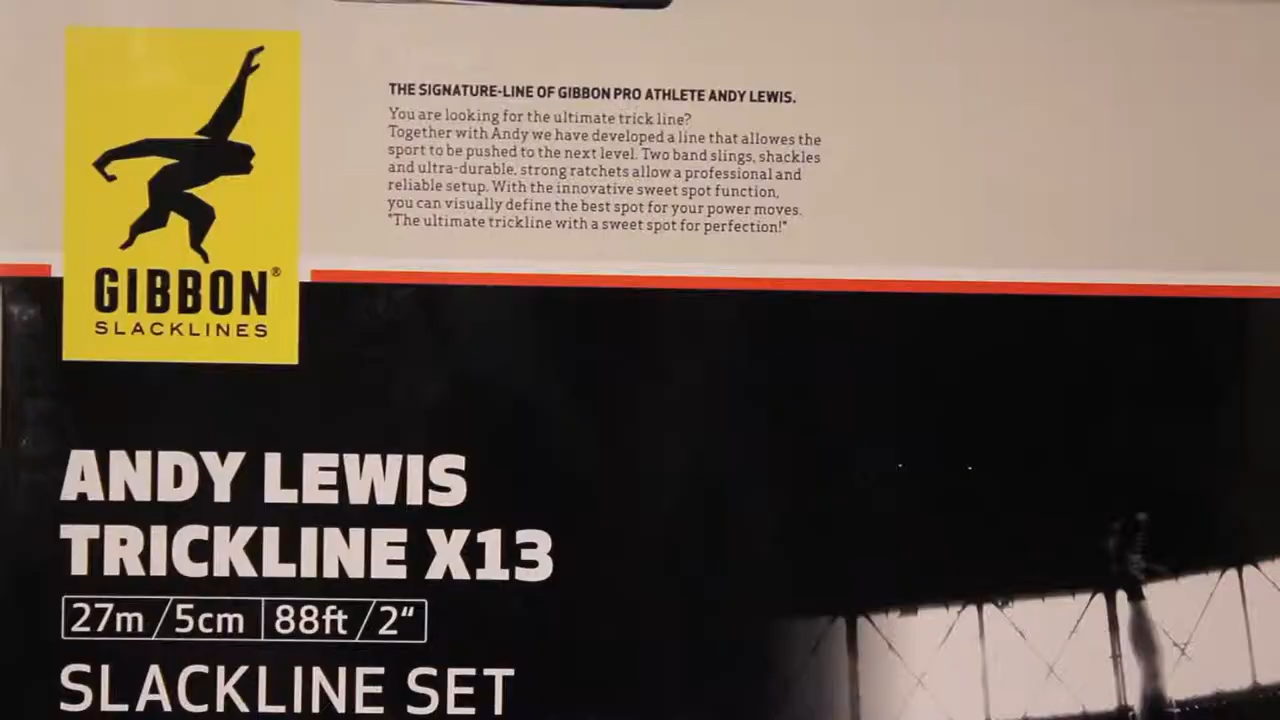 THE SIGNATURE-LINE OF GIBBON PRO ATHLETE ANDY LEWIS.
You are looking for the ultimate trick line?
Together with Andy we have developed a line that allowes the
sport to be pushed to the next level. Two band slings, shackles
and ultra-durable, strong ratchets allow a professional and
reliable setup. With the innovative sweet spot function,
you can visually define the best spot for your power moves.
"The ultimate trickline with a sweet spot for perfection!"
GIBBON®
SLACKLINES
ANDY LEWIS
TRICKLINE X13
27m/5cm | 88ft/2“
SLACKLINE SET